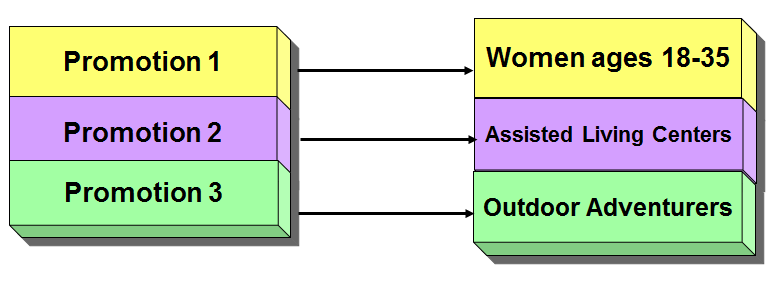 Promotion 1
Women ages 18-35
Promotion 2
Assisted Living Centers
Promotion 3
Outdoor Adventurers